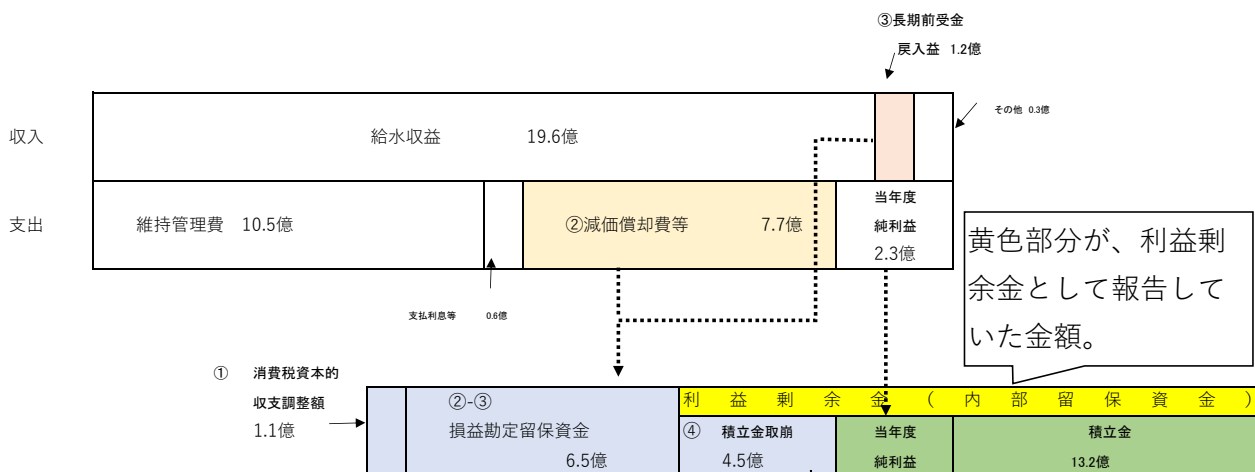 ③長期前受金
戻入益 1.2億
その他 0.3億
収入 給水収益 19.6億
支出 維持管理費 10.5億 ②減価償却費等 7.7億 当年度
純利益
2.3億
黄色部分が、利益剰
余金として報告して
いた金額。
支払利息等 0.6億
① 消費税資本的
収支調整額
1.1億
②-③
損益勘定留保資金
6.5億
利益剰余金(内部留保資金)
④ 積立金取崩
4.5億
当年度
純利益
積立金
13.2億